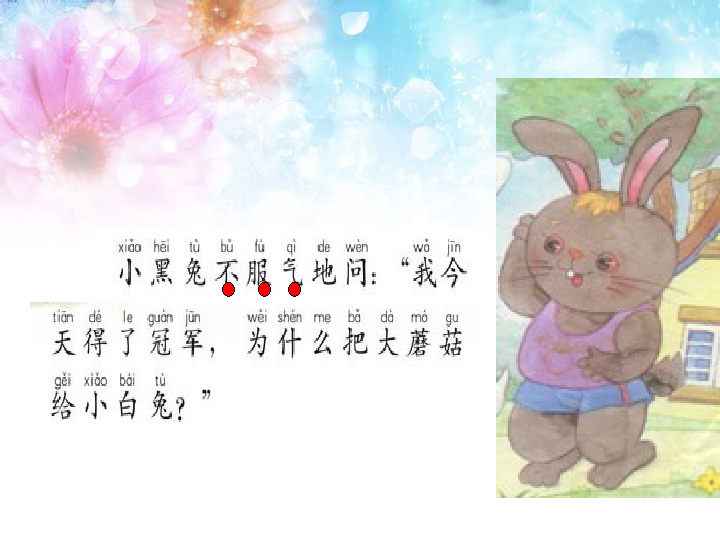 xiǎo hēi tù bù fú qì de wèn wǒ jīn
小黑兔不服气地问：“我今
tiān dé le guàn jūn wèi shén me bǎ dà mó gu
天得了冠军，为什么把大蘑菇
gěi xiǎo bái tù
给小白兔？”